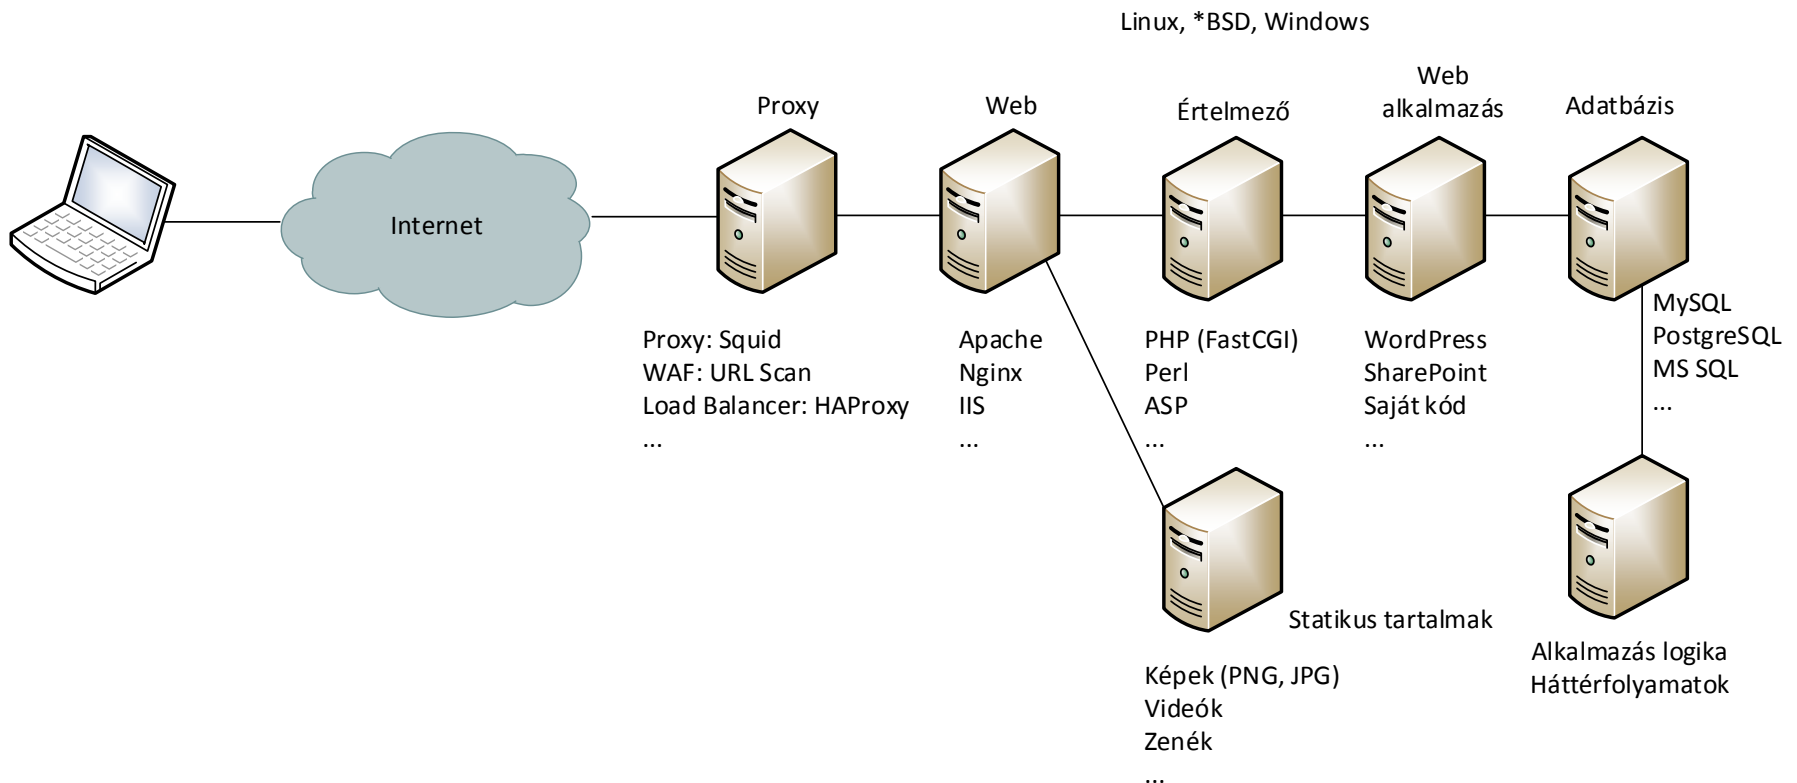 Linux, *BSD, Windows
Proxy
Web
Értelmező
Web
alkalmazás
Adatbázis
Internet
Proxy: Squid
WAF: URL Scan
Load Balancer: HAProxy
...
Apache
Nginx
IIS
...
PHP (FastCGI)
Perl
ASP
...
WordPress
SharePoint
Saját kód
...
MySQL
PostgreSQL
MS SQL
...
Statikus tartalmak
Képek (PNG, JPG)
Videók
Zenék
...
Alkalmazás logika
Háttérfolyamatok